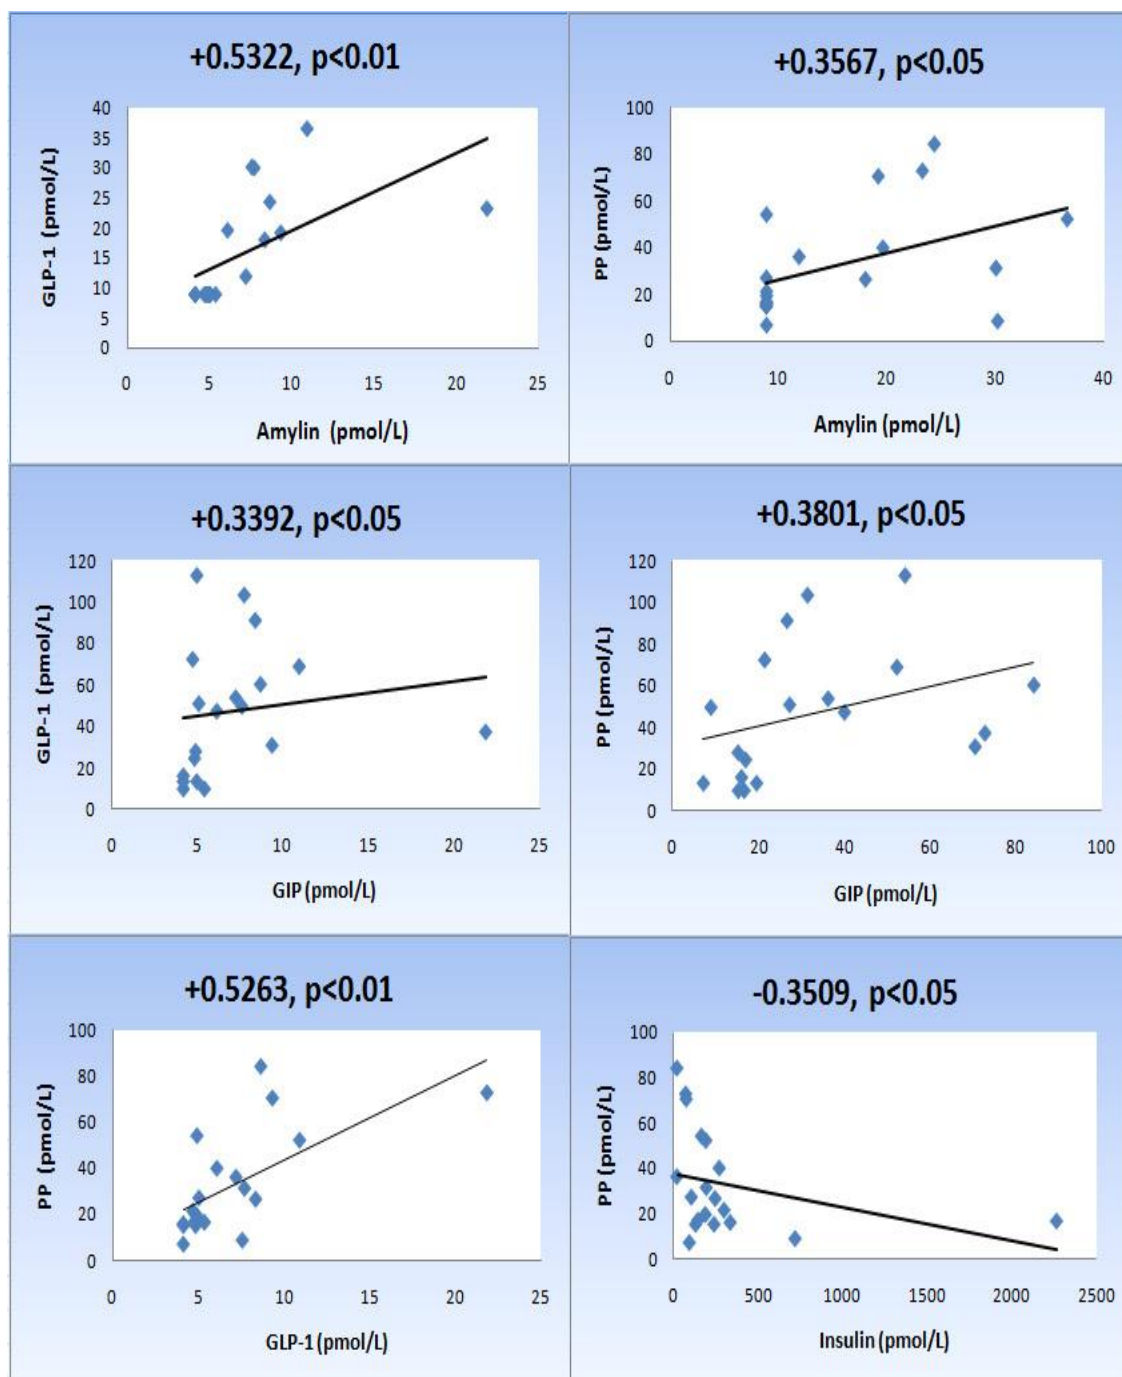 +0.5322, p<0.01
GLP-1 (pmol/L)
40
35
30
25
20
15
10
5
0
0 5 10 15 20 25
Amylin (pmol/L)
+0.3567, p<0.05
PP (pmol/L)
100
80
60
40
20
0
0 10 20 30 40
Amylin (pmol/L)
+0.3392, p<0.05
GLP-1 (pmol/L)
120
100
80
60
40
20
0
0 5 10 15 20 25
GIP (pmol/L)
+0.3801, p<0.05
PP (pmol/L)
120
100
80
60
40
20
0
0 20 40 60 80 100
GIP (pmol/L)
+0.5263, p<0.01
PP (pmol/L)
100
80
60
40
20
0
0 5 10 15 20 25
GLP-1 (pmol/L)
-0.3509, p<0.05
PP (pmol/L)
100
80
60
40
20
0
0 500 1000 1500 2000 2500
Insulin (pmol/L)